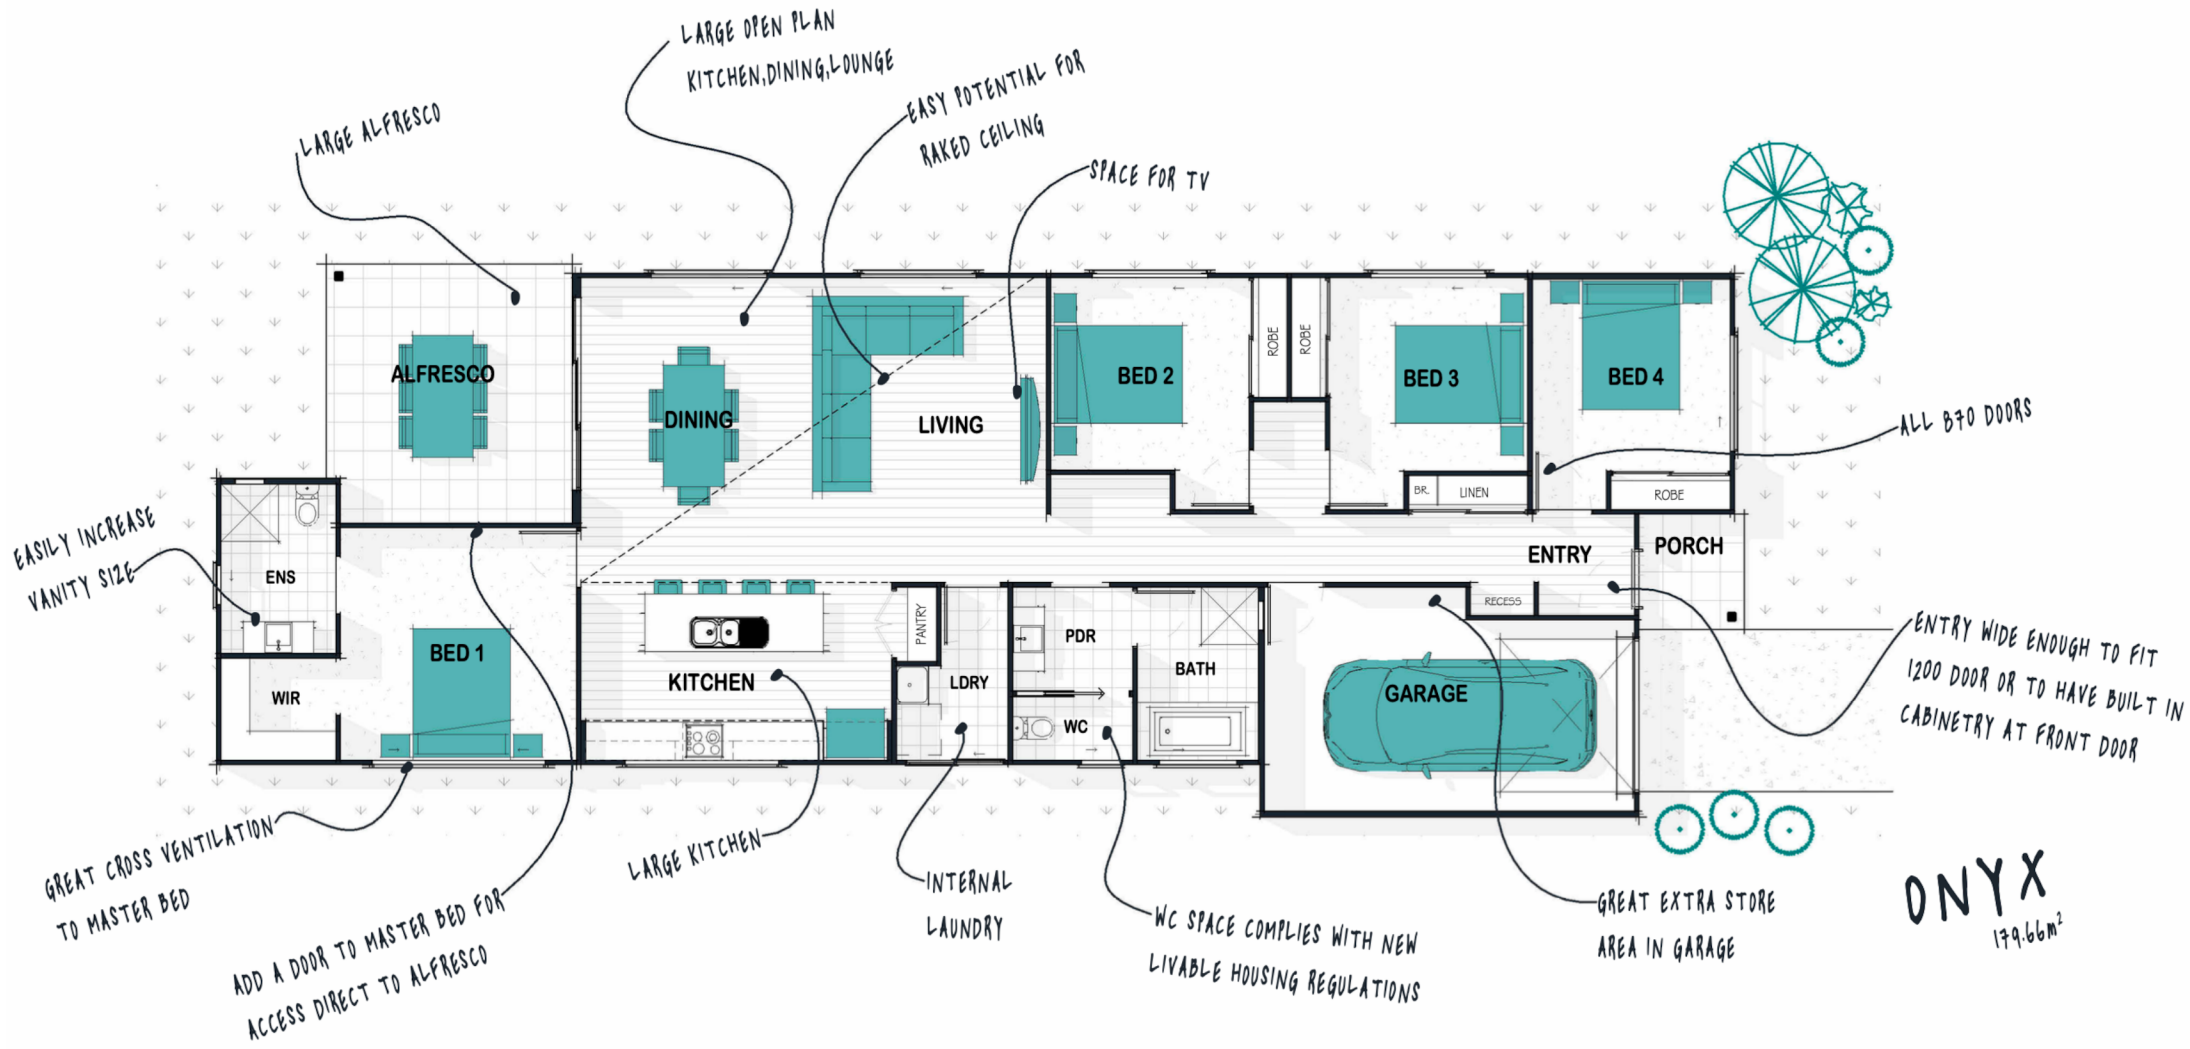 LARGE OPEN PLAN
KITCHEN,DINING,LOUNGE
EASY POTENTIAL FOR
RAKED CEILING
LARGE ALFRESCO
SPACE FOR TV
ALFRESCO
DINING
LIVING
BED 2
ROBE
ROBE
BED 3
BED 4
ALL 870 DOORS
BR.
LINEN
ROBE
EASILY INCREASE
VANITY SIZE
ENS
ENTRY
PORCH
RECESS
PANTRY
BED 1
WIR
KITCHEN
LDRY
PDR
WC
BATH
GARAGE
ENTRY WIDE ENOUGH TO FIT
1200 DOOR OR TO HAVE BUILT IN
CABINETRY AT FRONT DOOR
GREAT CROSS VENTILATION
TO MASTER BED
ADD A DOOR TO MASTER BED FOR
ACCESS DIRECT TO ALFRESCO
LARGE KITCHEN
INTERNAL
LAUNDRY
WC SPACE COMPLIES WITH NEW
LIVABLE HOUSING REGULATIONS
GREAT EXTRA STORE
AREA IN GARAGE
ONYX
179.66m²